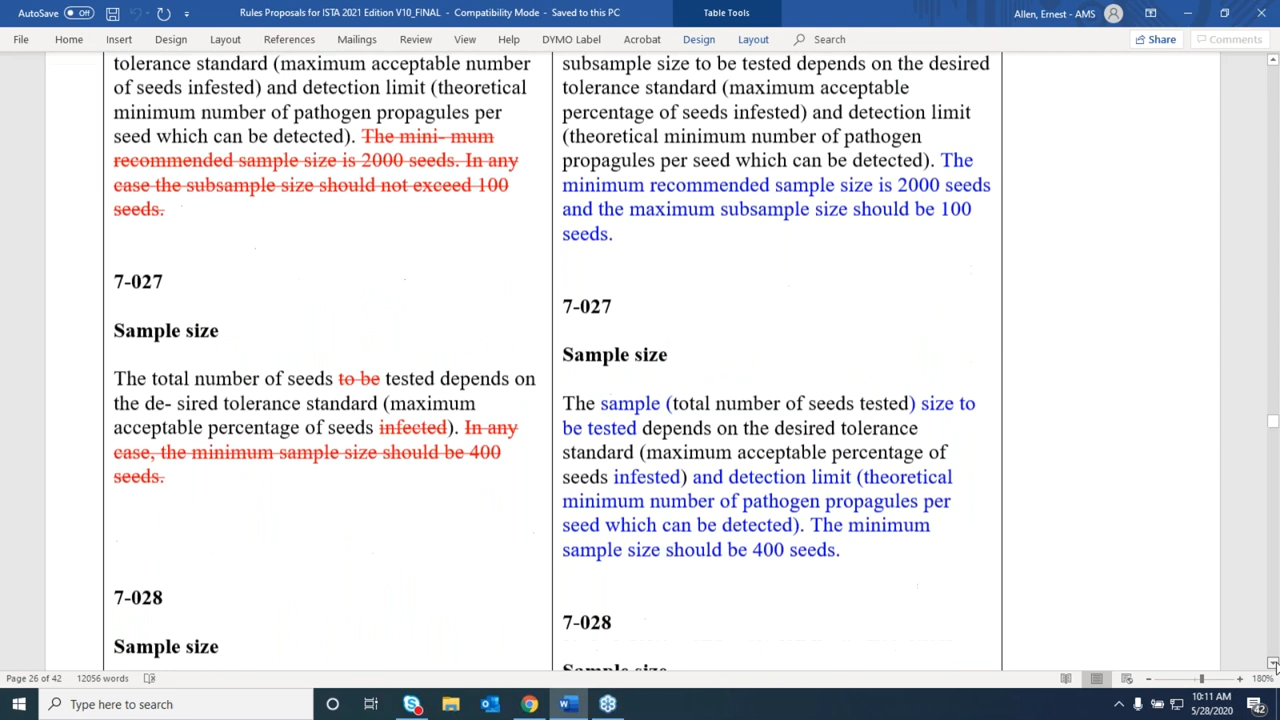 AutoSave Off
Rules Proposals for ISTA 2021 Edition V10_FINAL - Compatibility Mode - Saved to this PC
Table Tools
Allen, Ernest - AMS
File Home Insert Design Layout References Mailings Review View Help DYMO Label Acrobat Design Layout Search Share Comments
tolerance standard (maximum acceptable number
of seeds infested) and detection limit (theoretical
minimum number of pathogen propagules per
seed which can be detected). The mini- mum
recommended sample size is 2000 seeds. In any
case the subsample size should not exceed 100
seeds.
7-027
Sample size
The total number of seeds to be tested depends on
the de- sired tolerance standard (maximum
acceptable percentage of seeds infected). In any
case, the minimum sample size should be 400
seeds.
7-028
Sample size
subsample size to be tested depends on the desired
tolerance standard (maximum acceptable
percentage of seeds infested) and detection limit
(theoretical minimum number of pathogen
propagules per seed which can be detected). The
minimum recommended sample size is 2000 seeds
and the maximum subsample size should be 100
seeds.
7-027
Sample size
The sample (total number of seeds tested) size to
be tested depends on the desired tolerance
standard (maximum acceptable percentage of
seeds infested) and detection limit (theoretical
minimum number of pathogen propagules per
seed which can be detected). The minimum
sample size should be 400 seeds.
7-028
Sample size
Page 26 of 42 12056 words
180%
Type here to search
10:11 AM
5/28/2020
42